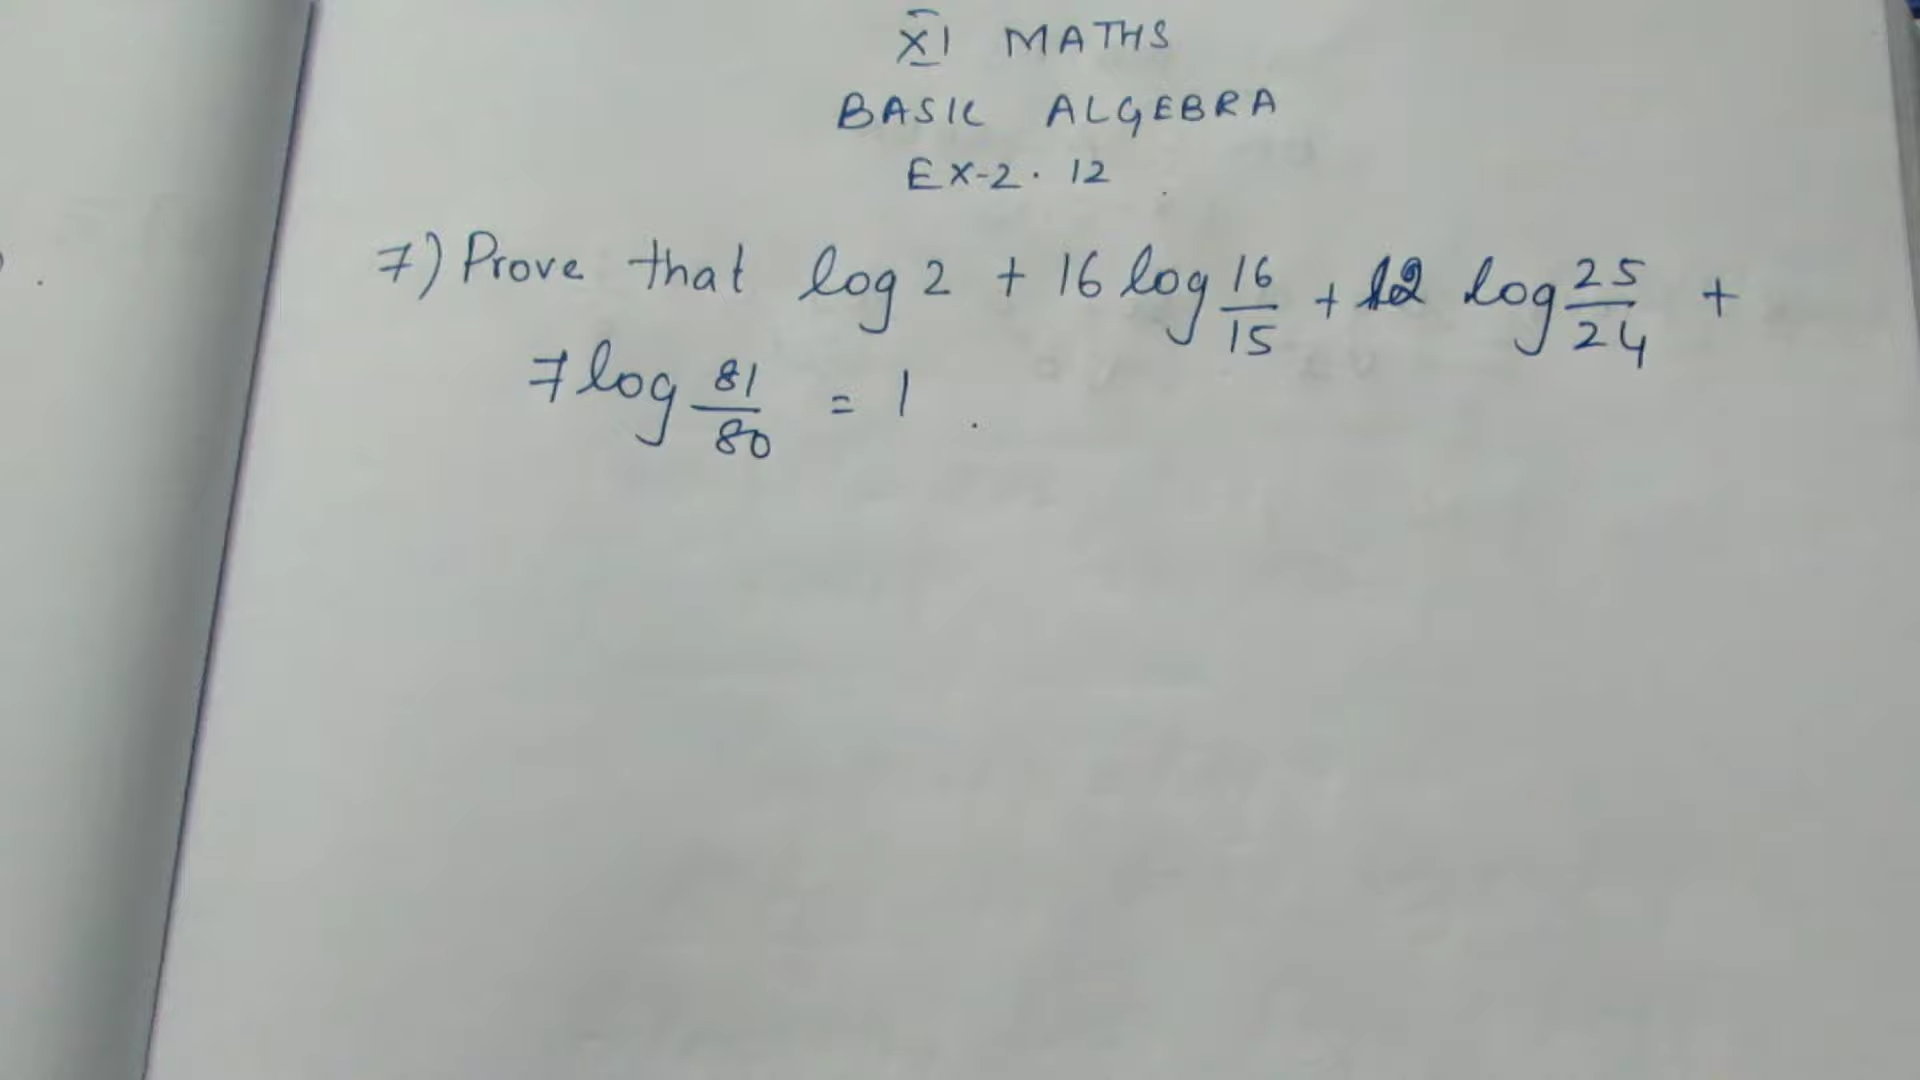 XI MATHS
BASIC ALGEBRA
EX-2.12
7) Prove that log 2 + 16 log 16/15 + 12 log 25/24 +
7 log 81/80 = 1.